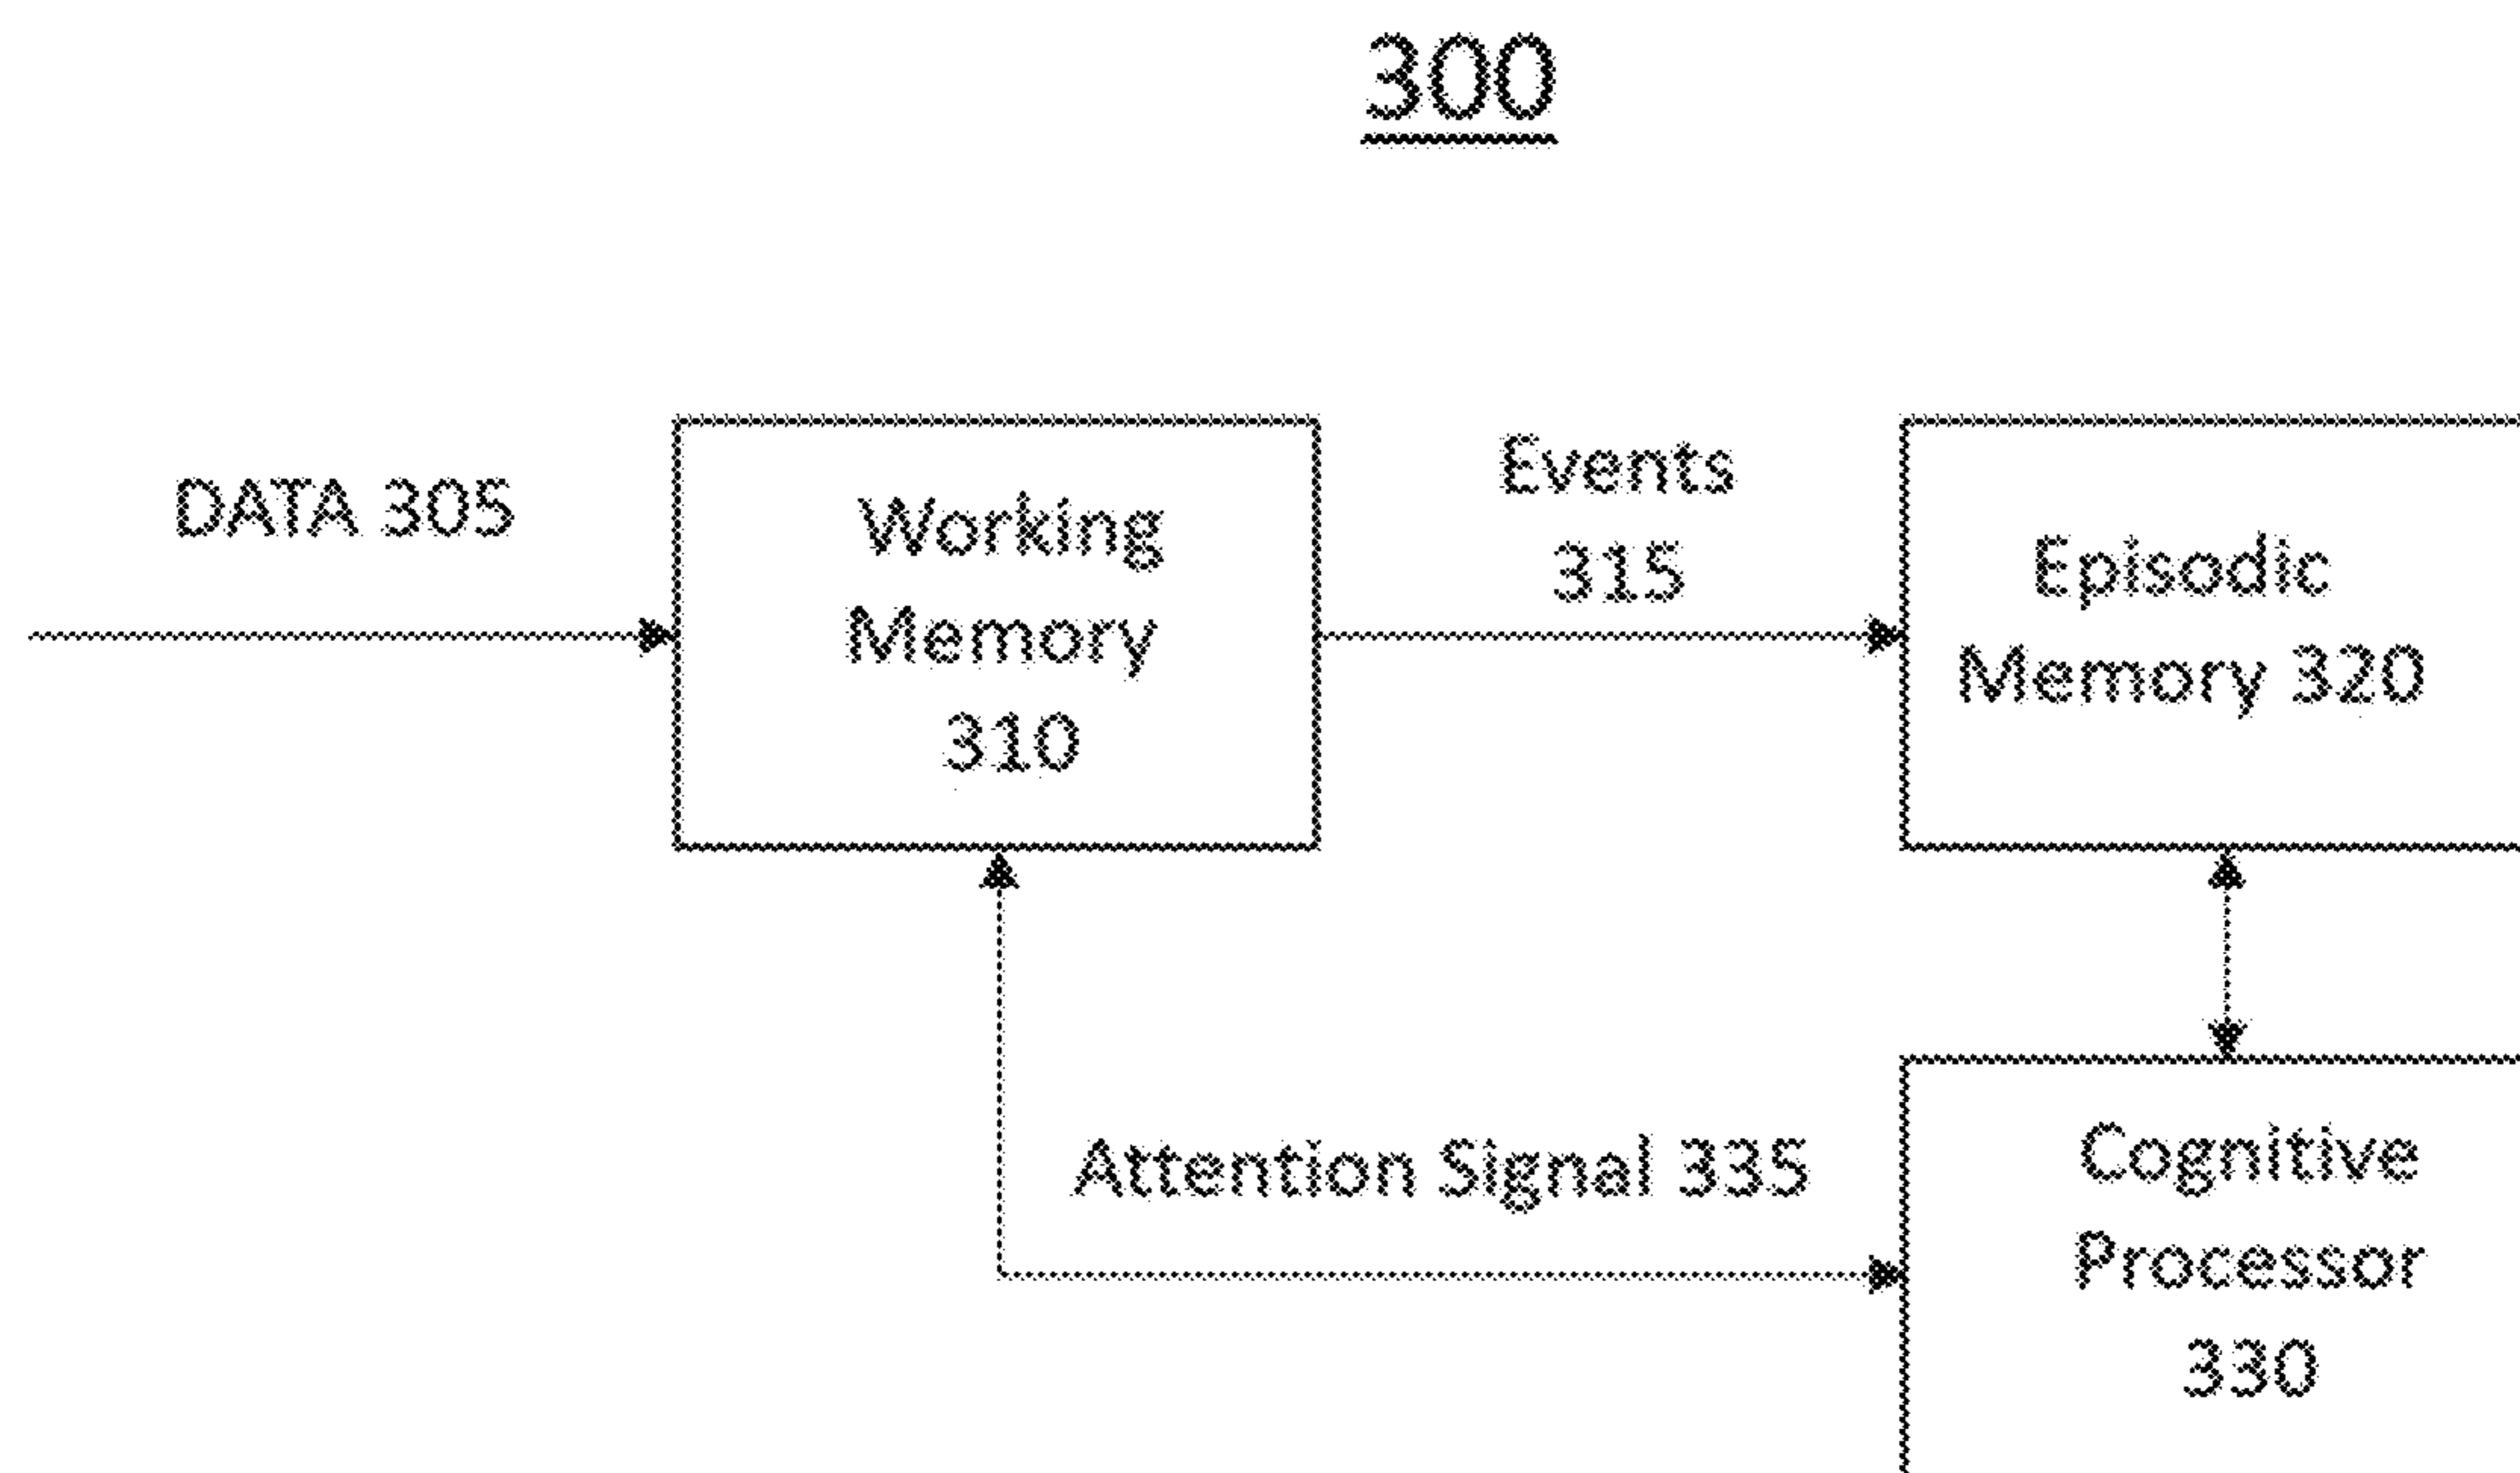 300
DATA 305
Working
Memory
310
Events
315
Episodic
Memory 320
Attention Signal 335
Cognitive
Processor
330